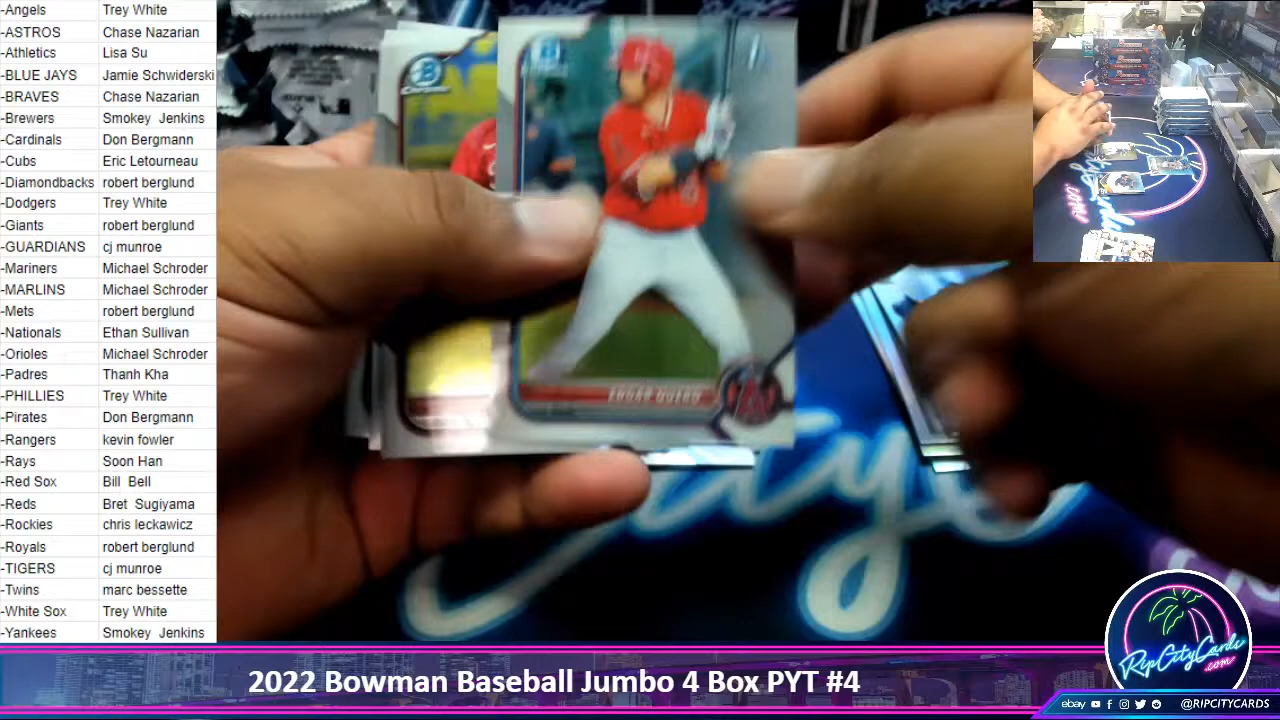 -Angels Trey White
-ASTROS Chase Nazarian
-Athletics Lisa Su
-BLUE JAYS Jamie Schwiderski
-BRAVES Chase Nazarian
-Brewers Smokey Jenkins
-Cardinals Don Bergmann
-Cubs Eric Letourneau
-Diamondbacks robert berglund
-Dodgers Trey White
-Giants robert berglund
-GUARDIANS cj munroe
-Mariners Michael Schroder
-MARLINS Michael Schroder
-Mets robert berglund
-Nationals Ethan Sullivan
-Orioles Michael Schroder
-Padres Thanh Kha
-PHILLIES Trey White
-Pirates Don Bergmann
-Rangers kevin fowler
-Rays Soon Han
-Red Sox Bill Bell
-Reds Bret Sugiyama
-Rockies chris leckawicz
-Royals robert berglund
-TIGERS cj munroe
-Twins marc bessette
-White Sox Trey White
-Yankees Smokey Jenkins
EDGAR QUERO
RipCityCards
.com
2022 Bowman Baseball Jumbo 4 Box PYT #4
ebay @RIPCITYCARDS